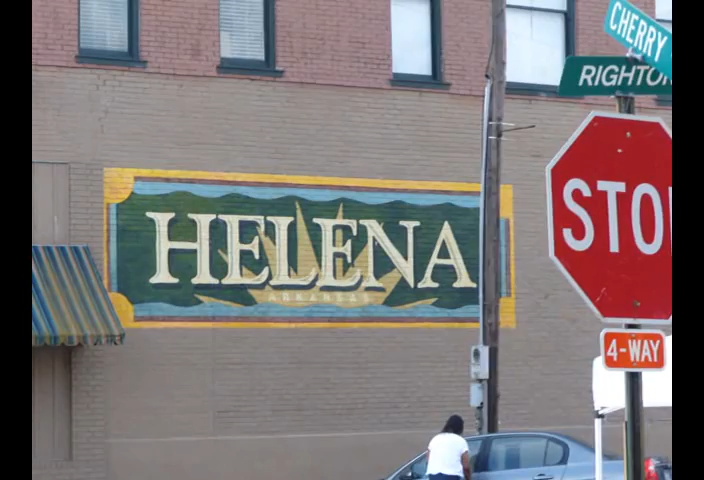 CHERRY
RIGHTO
HELENA
ARKANSAS
STO
4-WAY